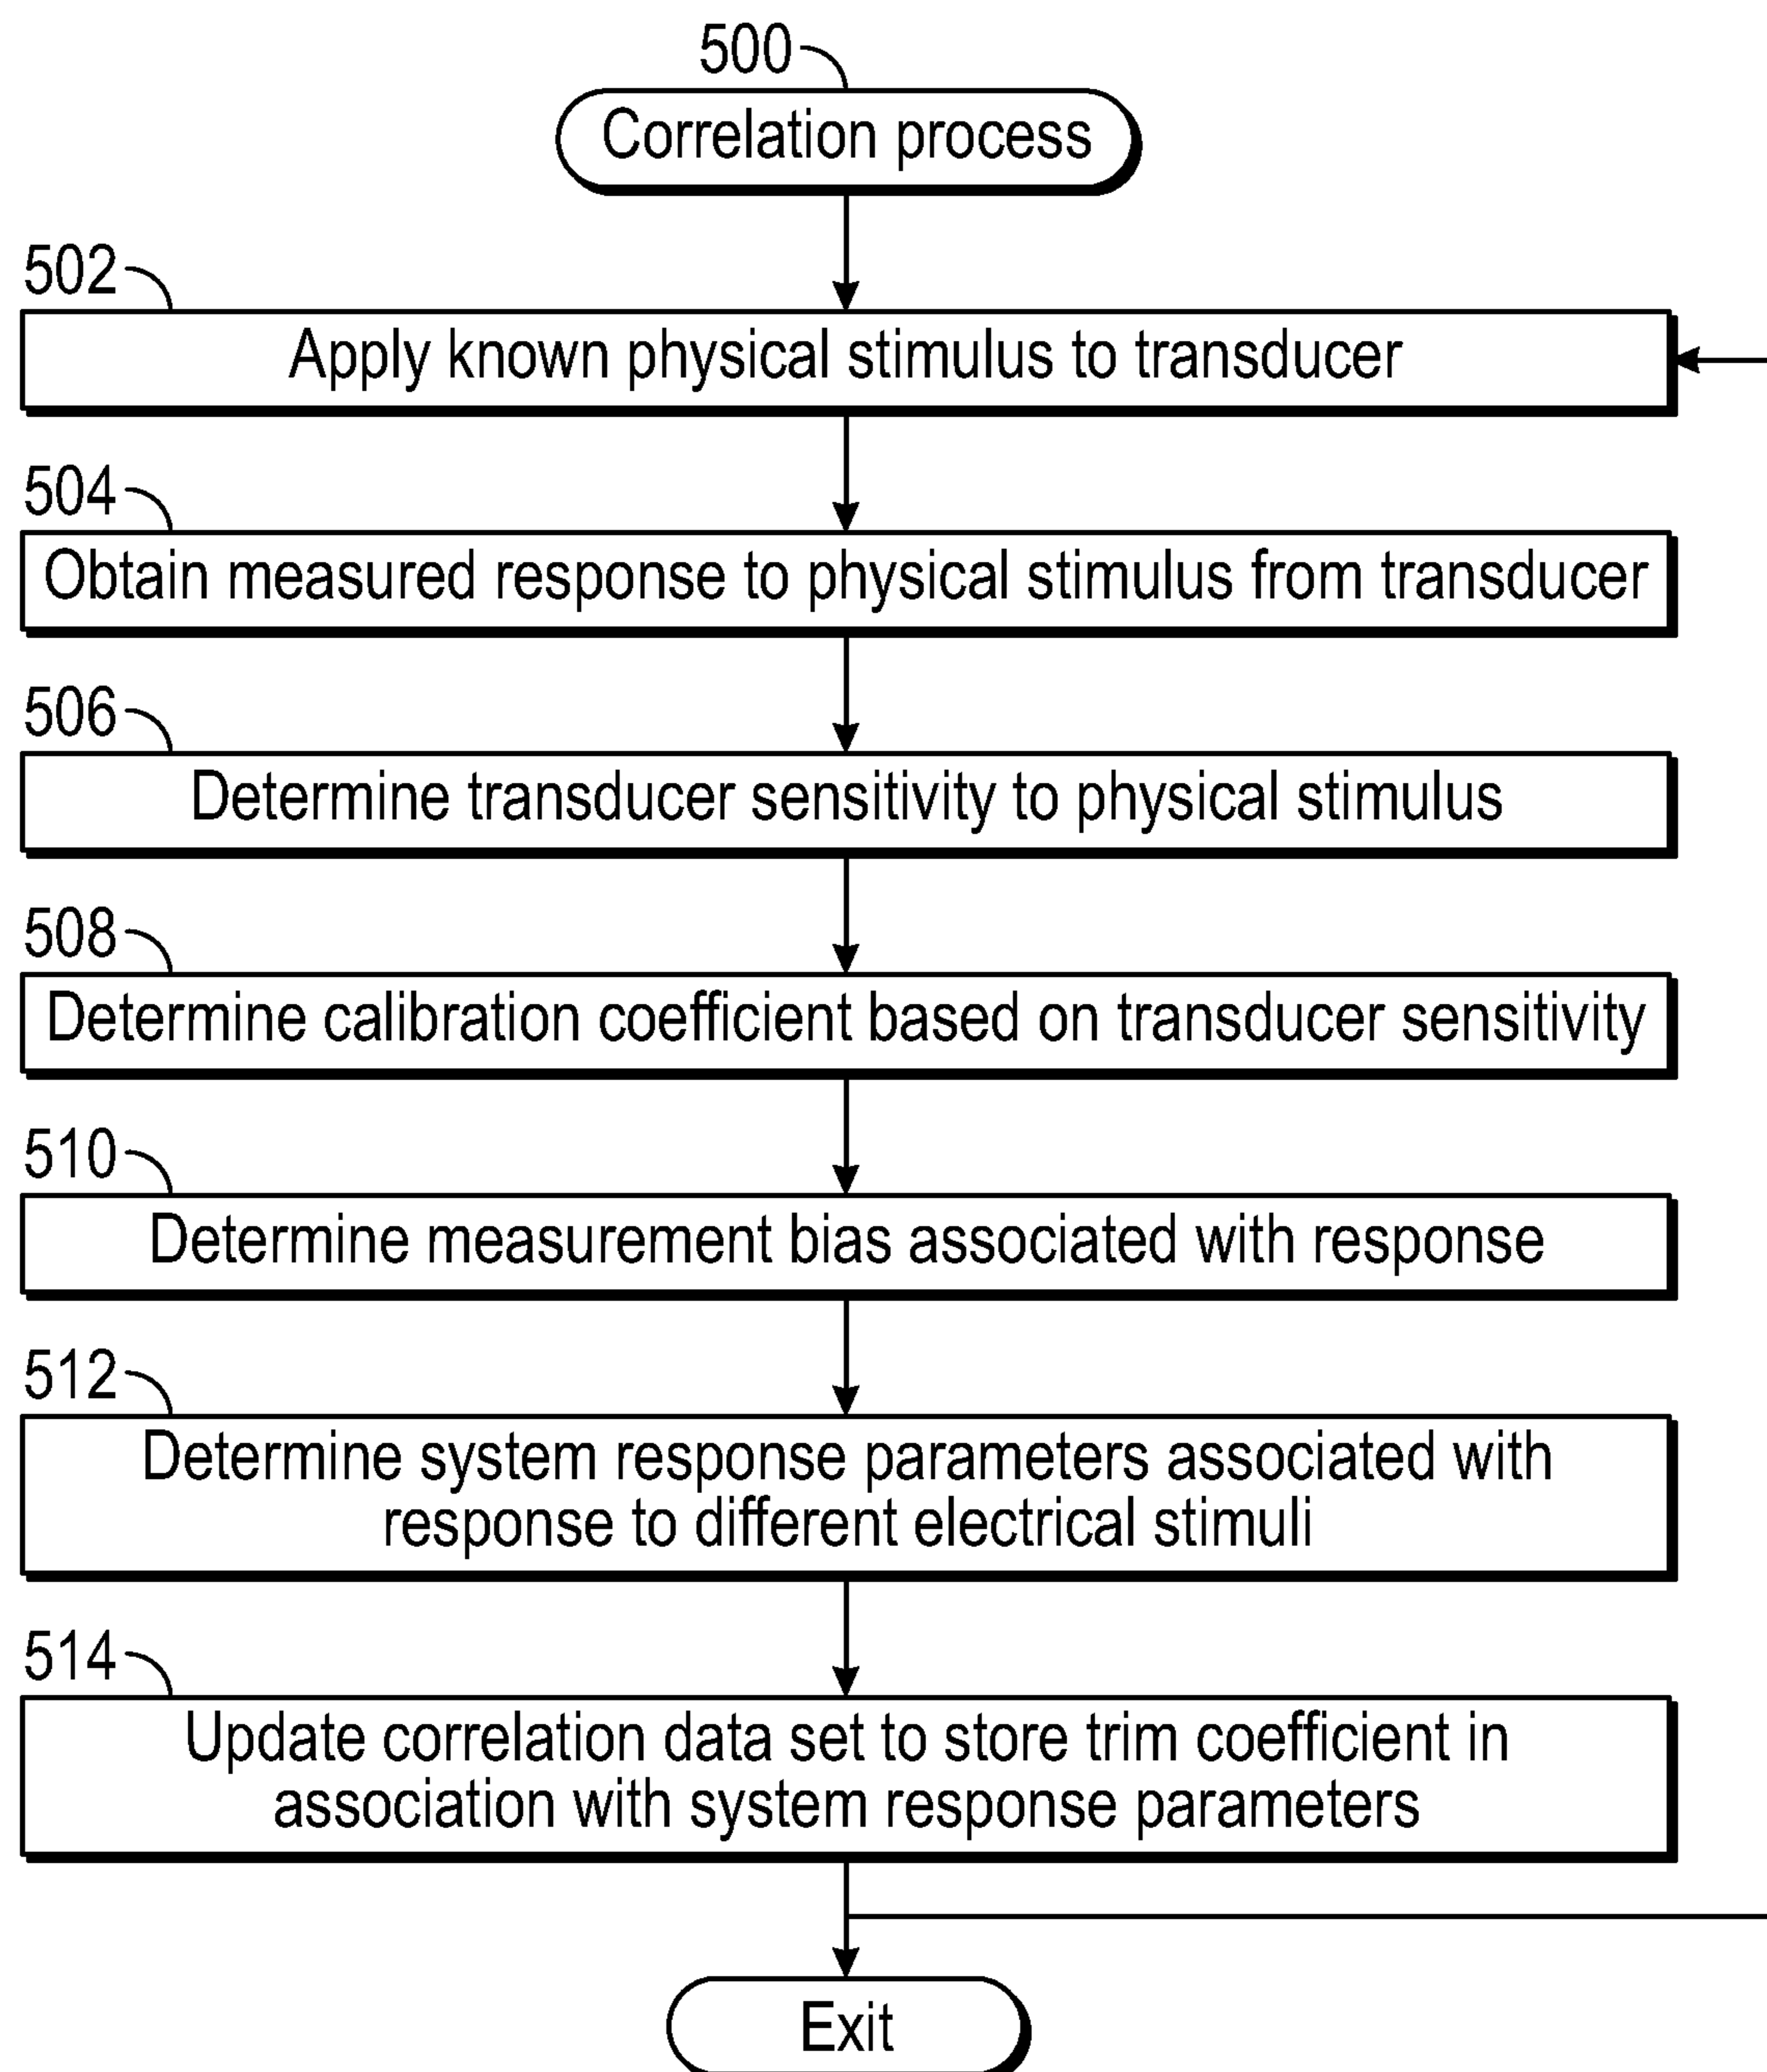 500
Correlation process
502
Apply known physical stimulus to transducer
504
Obtain measured response to physical stimulus from transducer
506
Determine transducer sensitivity to physical stimulus
508
Determine calibration coefficient based on transducer sensitivity
510
Determine measurement bias associated with response
512
Determine system response parameters associated with
response to different electrical stimuli
514
Update correlation data set to store trim coefficient in
association with system response parameters
Exit